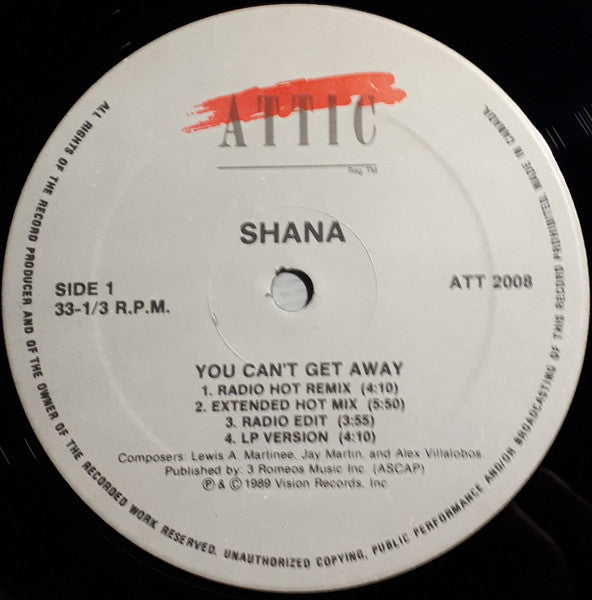 ATTIC
Reg. TM
SHANA
SIDE 1
33-1/3 R.P.M.
ATT 2008
YOU CAN'T GET AWAY
1. RADIO HOT REMIX (4:10)
2. EXTENDED HOT MIX (5:50)
3. RADIO EDIT (3:55)
4. LP VERSION (4:10)
Composers: Lewis A. Martinee, Jay Martin, and Alex Villalobos
Published by: 3 Romeos Music Inc. (ASCAP)
℗ & © 1989 Vision Records, Inc.
ALL RIGHTS OF THE RECORD PRODUCER AND OF THE OWNER OF THE RECORDED WORK RESERVED. UNAUTHORIZED COPYING, PUBLIC PERFORMANCE AND/OR BROADCASTING OF THIS RECORD PROHIBITED. MADE IN CANADA.